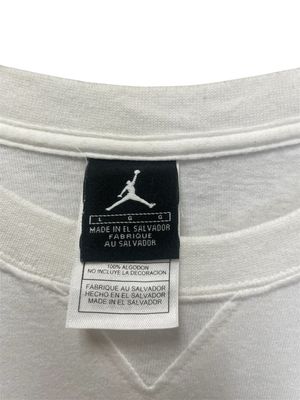 L G G
MADE IN EL SALVADOR
FABRIQUE
AU SALVADOR
100% ALGODON
NO INCLUYE LA DECORACION
FABRIQUE AU SALVADOR
HECHO EN EL SALVADOR
MADE IN EL SALVADOR